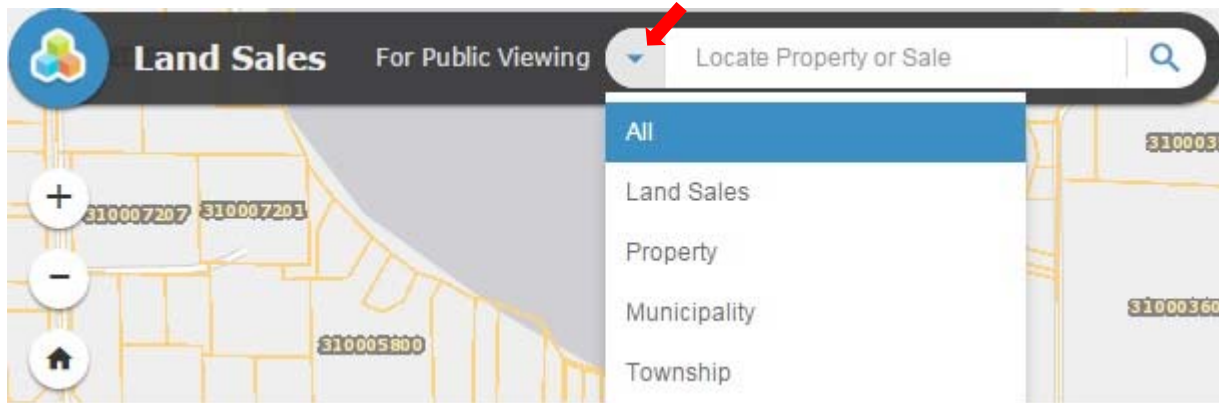 Land Sales For Public Viewing Locate Property or Sale
All
310003
Land Sales
310007207 310007201
Property
Municipality
31000360
310005800
Township